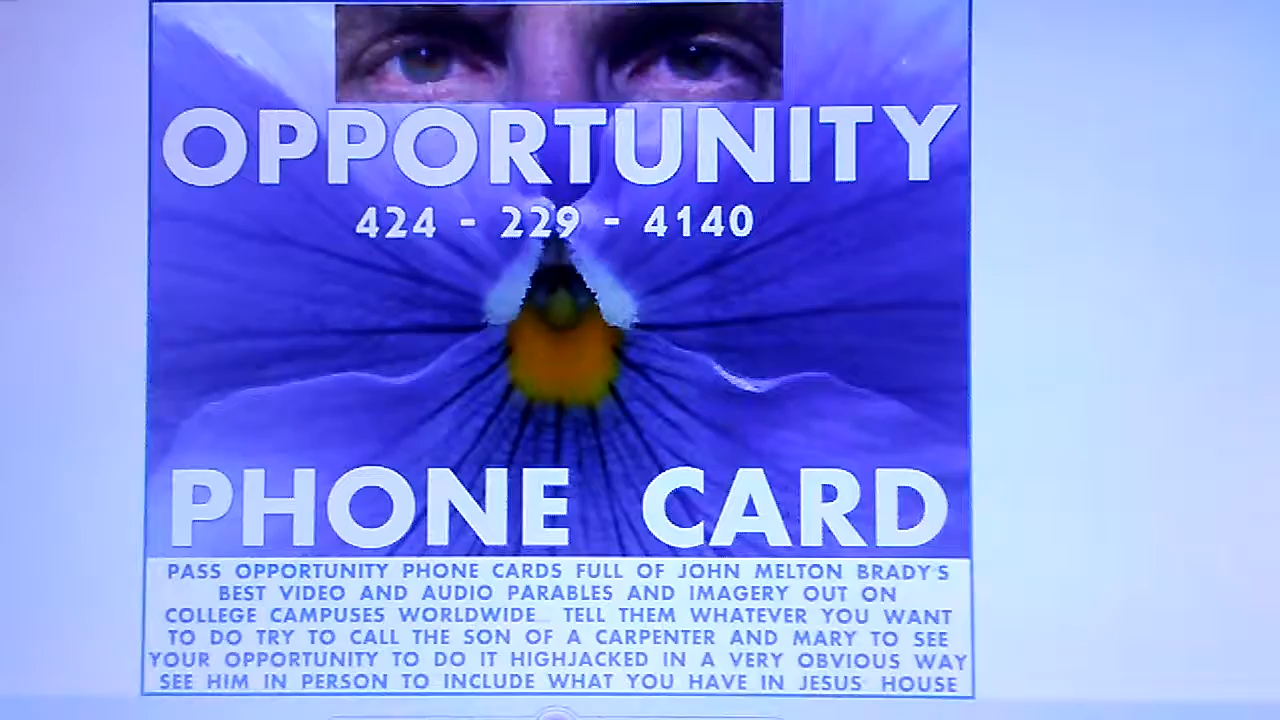 OPPORTUNITY
424 - 229 - 4140
PHONE CARD
PASS OPPORTUNITY PHONE CARDS FULL OF JOHN MELTON BRADY'S
BEST VIDEO AND AUDIO PARABLES AND IMAGERY OUT ON
COLLEGE CAMPUSES WORLDWIDE... TELL THEM WHATEVER YOU WANT
TO DO TRY TO CALL THE SON OF A CARPENTER AND MARY TO SEE
YOUR OPPORTUNITY TO DO IT HIGHJACKED IN A VERY OBVIOUS WAY
SEE HIM IN PERSON TO INCLUDE WHAT YOU HAVE IN JESUS' HOUSE